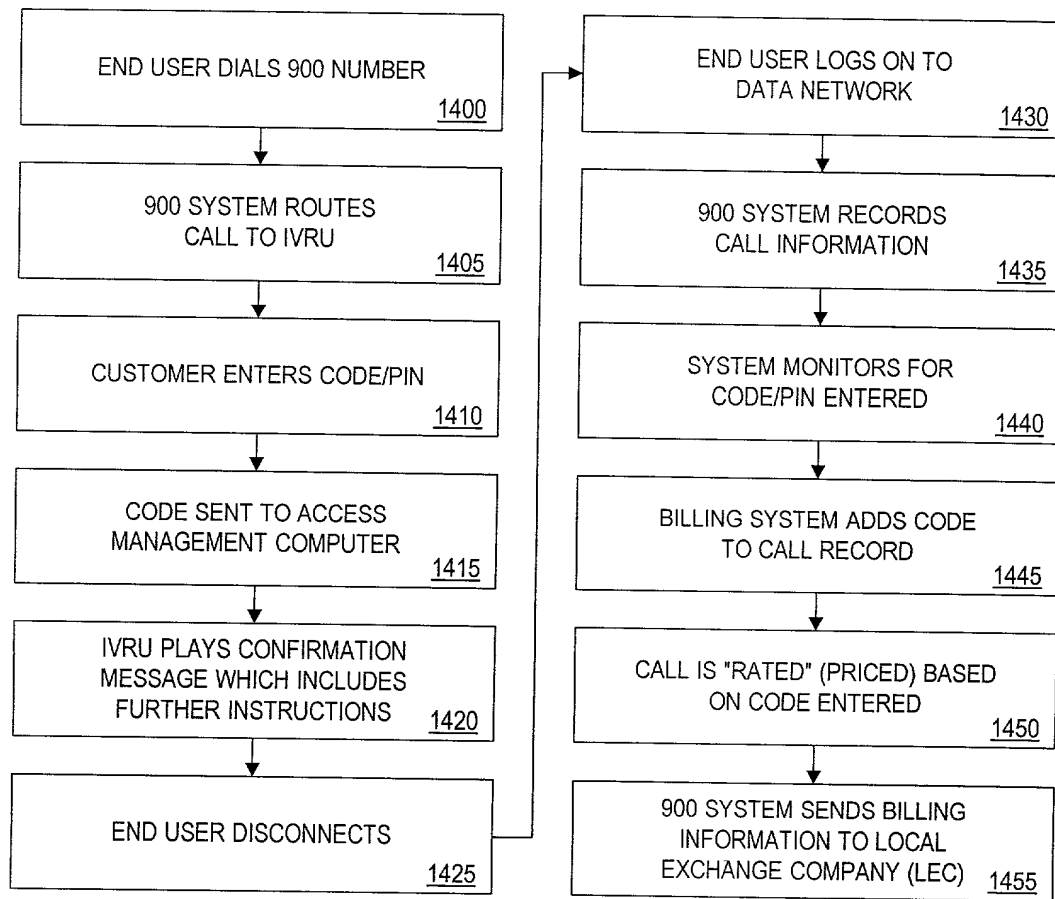 END USER DIALS 900 NUMBER
1400
900 SYSTEM ROUTES
CALL TO IVRU
1405
CUSTOMER ENTERS CODE/PIN
1410
CODE SENT TO ACCESS
MANAGEMENT COMPUTER
1415
IVRU PLAYS CONFIRMATION
MESSAGE WHICH INCLUDES
FURTHER INSTRUCTIONS
1420
END USER DISCONNECTS
1425
END USER LOGS ON TO
DATA NETWORK
1430
900 SYSTEM RECORDS
CALL INFORMATION
1435
SYSTEM MONITORS FOR
CODE/PIN ENTERED
1440
BILLING SYSTEM ADDS CODE
TO CALL RECORD
1445
CALL IS "RATED" (PRICED) BASED
ON CODE ENTERED
1450
900 SYSTEM SENDS BILLING
INFORMATION TO LOCAL
EXCHANGE COMPANY (LEC)
1455